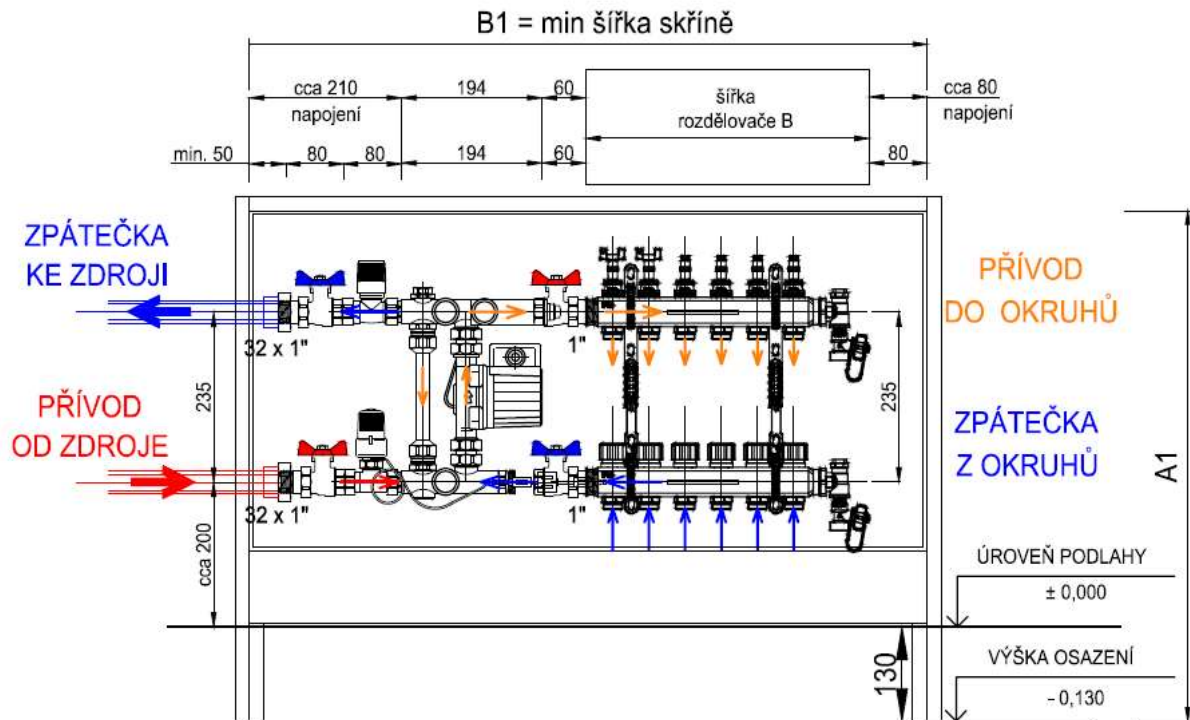 B1 = min šířka skříně
cca 210
napojení
194
60
šířka
rozdělovače B
cca 80
napojení
min. 50
80
80
194
60
80
ZPÁTEČKA
KE ZDROJI
PŘÍVOD
DO OKRUHŮ
32 x 1"
1"
235
235
PŘÍVOD
OD ZDROJE
ZPÁTEČKA
Z OKRUHŮ
32 x 1"
1"
A1
cca 200
ÚROVEŇ PODLAHY
± 0,000
130
VÝŠKA OSAZENÍ
- 0,130